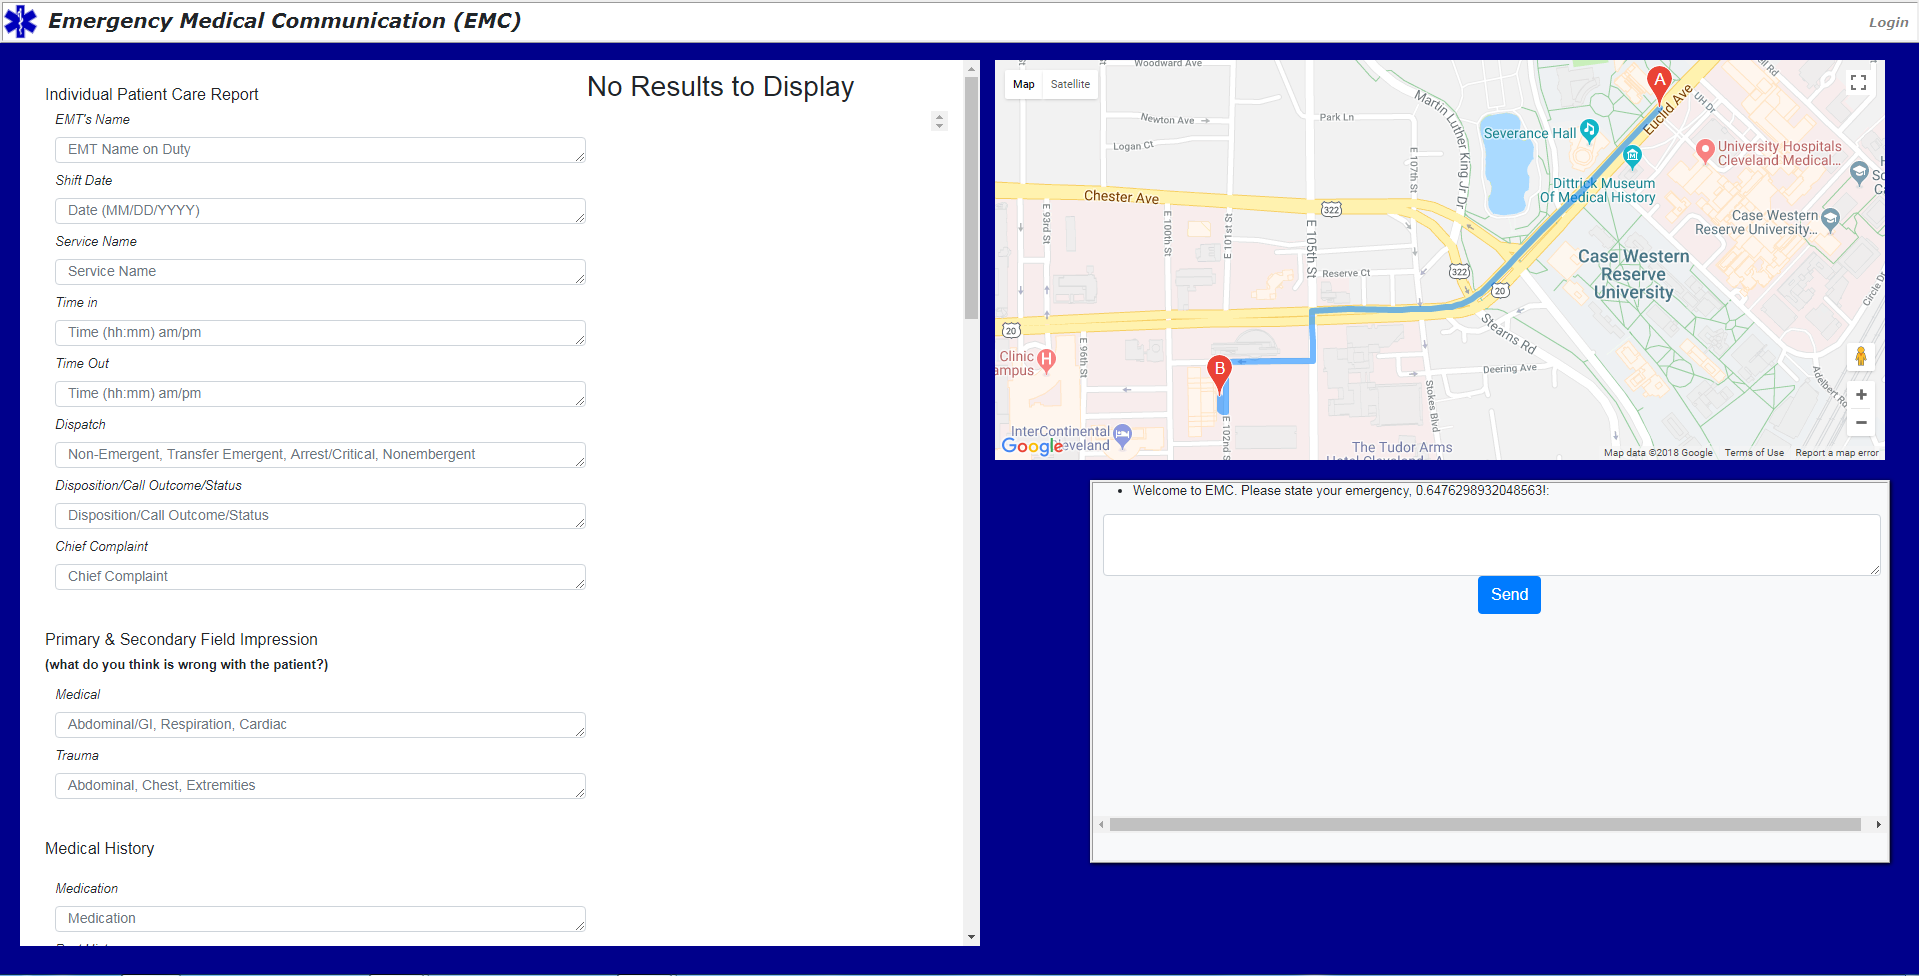 Emergency Medical Communication (EMC)
Login
Individual Patient Care Report
No Results to Display
EMT's Name
EMT Name on Duty
Shift Date
Date (MM/DD/YYYY)
Service Name
Service Name
Time in
Time (hh:mm) am/pm
Time Out
Time (hh:mm) am/pm
Dispatch
Non-Emergent, Transfer Emergent, Arrest/Critical, Nonembergent
Disposition/Call Outcome/Status
Disposition/Call Outcome/Status
Chief Complaint
Chief Complaint
Primary & Secondary Field Impression
(what do you think is wrong with the patient?)
Medical
Abdominal/GI, Respiration, Cardiac
Trauma
Abdominal, Chest, Extremities
Medical History
Medication
Medication
Map
Satellite
Woodward Ave
A
Euclid Ave
UH Dr
Martin Luther King Jr Dr
Newton Ave
Park Ln
Logan Ct
Severance Hall
University Hospitals
Cleveland Medical...
E 107th St
Dittrick Museum
Of Medical History
Chester Ave
322
E 93rd St
E 100th St
E 101st St
E 105th St
Case Western
Reserve University...
Case Western
Reserve
University
Reserve Ct
322
20
Circle Dr
20
Stearns Rd
Clinic
ampus
H
E 96th St
B
Deering Ave
Adelbert Rd
Stokes Blvd
InterContinental
Cleveland
E 102nd S
The Tudor Arms
Google
Map data ©2018 Google
Terms of Use
Report a map error
Welcome to EMC. Please state your emergency, 0.6476298932048563!:
Send